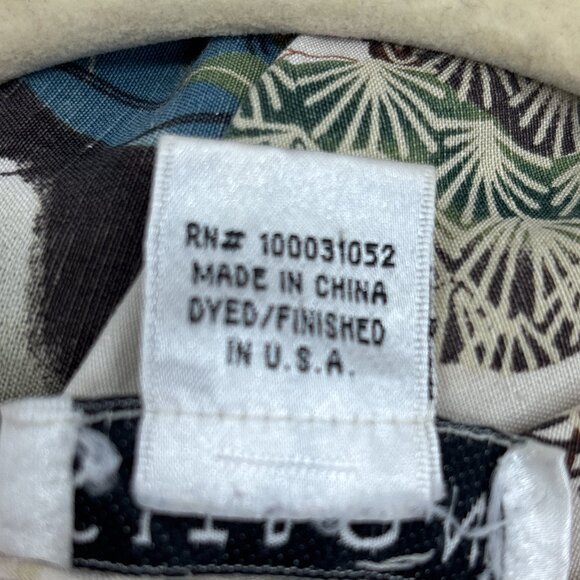 RN# 100031052
MADE IN CHINA
DYED/FINISHED
IN U.S.A.